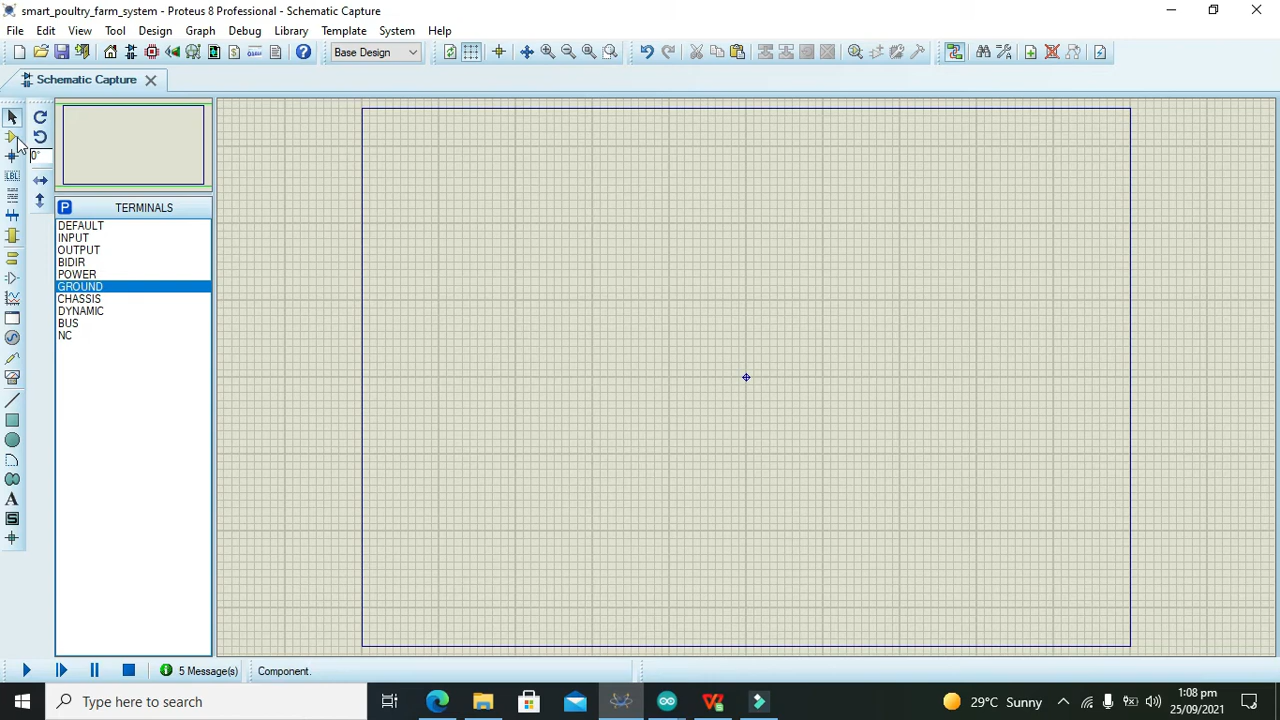 smart_poultry_farm_system - Proteus 8 Professional - Schematic Capture
File Edit View Tool Design Graph Debug Library Template System Help
Base Design
Schematic Capture
0°
LBL
P TERMINALS
DEFAULT
INPUT
OUTPUT
BIDIR
POWER
GROUND
CHASSIS
DYNAMIC
BUS
NC
A
S
5 Message(s) Component.
Type here to search
29°C Sunny
1:08 pm
25/09/2021